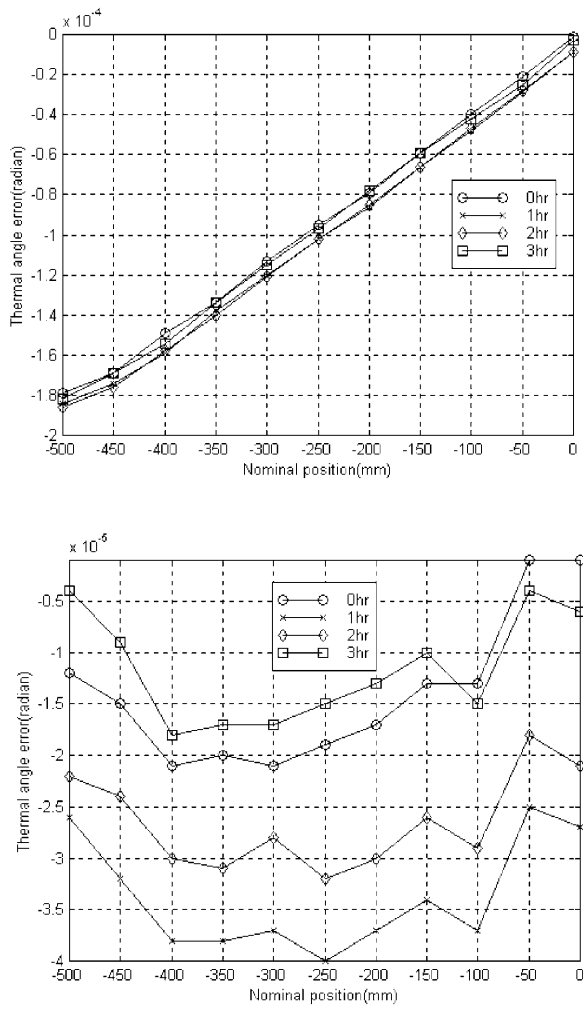 x 10-4
0
-0.2
-0.4
-0.6
-0.8
-1
-1.2
-1.4
-1.6
-1.8
-2
Thermal angle error(radian)
0hr
1hr
2hr
3hr
-500 -450 -400 -350 -300 -250 -200 -150 -100 -50 0
Nominal position(mm)
x 10-5
-0.5
-1
-1.5
-2
-2.5
-3
-3.5
-4
Thermal angle error(radian)
0hr
1hr
2hr
3hr
-500 -450 -400 -350 -300 -250 -200 -150 -100 -50 0
Nominal position(mm)